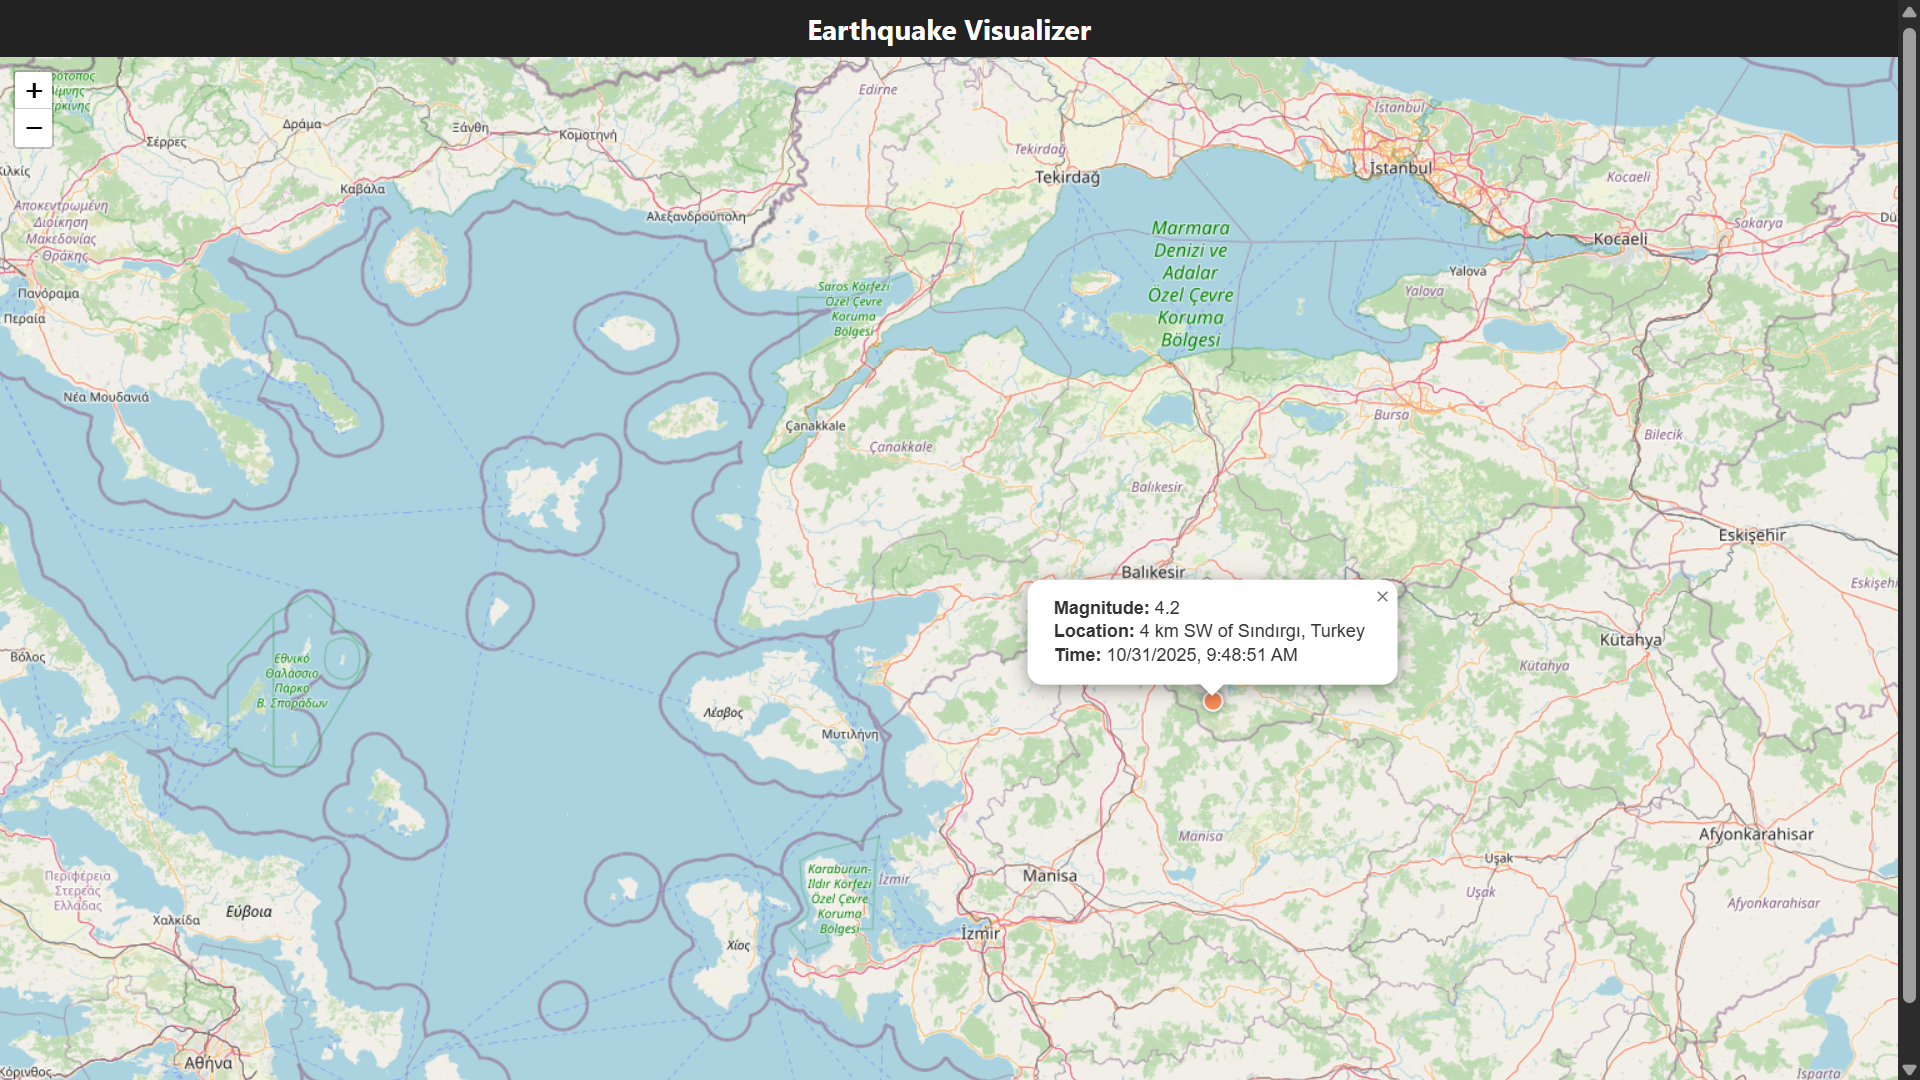 Earthquake Visualizer
+
−
Edirne
İstanbul
Δράμα
Ξάνθη
Κομοτηνή
Σέρρες
Tekirdağ
Tekirdağ
İstanbul
Kocaeli
Καβάλα
Αλεξανδρούπολη
Αποκεντρωμένη
Διοίκηση
Μακεδονίας
- Θράκης
Sakarya
Kocaeli
Marmara
Denizi ve
Adalar
Özel Çevre
Koruma
Bölgesi
Yalova
Yalova
Πανόραμα
Περαία
Saros Körfezi
Özel Çevre
Koruma
Bölgesi
Νέα Μουδανιά
Çanakkale
Çanakkale
Bursa
Bilecik
Balıkesir
Eskişehir
Balıkesir
Magnitude: 4.2
Location: 4 km SW of Sındırgı, Turkey
Time: 10/31/2025, 9:48:51 AM
×
Kütahya
Kütahya
Βόλος
Εθνικό
Θαλάσσιο
Πάρκο
Β. Σποράδων
Λέσβος
Μυτιλήνη
Manisa
Afyonkarahisar
Uşak
Uşak
Afyonkarahisar
Manisa
Περιφέρεια
Στερεάς
Ελλάδας
Karaburun-
Ildır Körfezi
Özel Çevre
Koruma
Bölgesi
İzmir
Χαλκίδα
Εύβοια
İzmir
Χίος
Αθήνα
Κόρινθος
Isparta